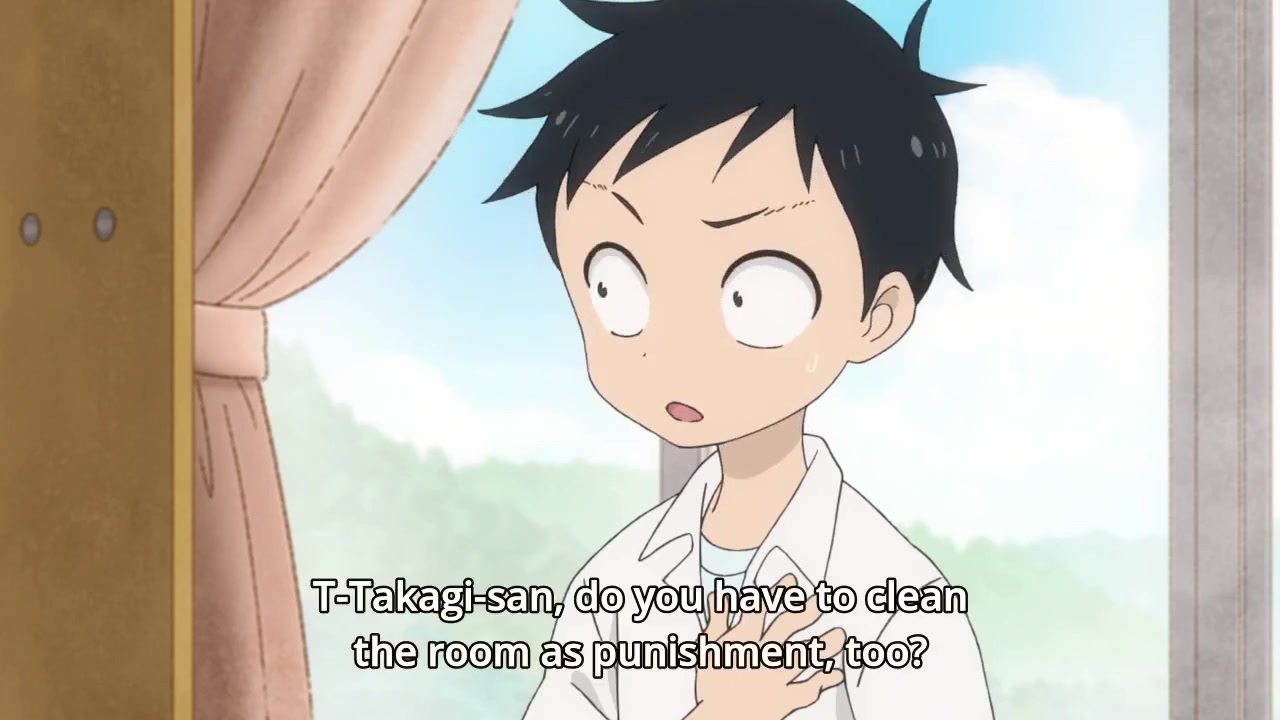 T-Takagi-san, do you have to clean
the room as punishment, too?